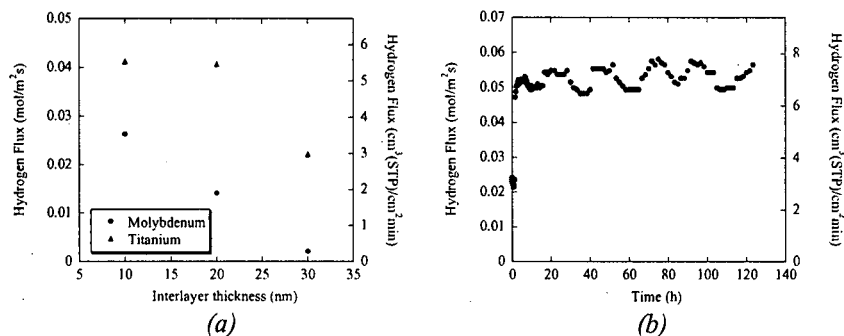 0.05
0.04
0.03
0.02
0.01
0
Hydrogen Flux (mol/m²s)
6
5
4
3
2
1
0
Hydrogen Flux (cm³(STP)/cm² min)
Molybdenum
Titanium
5 10 15 20 25 30 35
Interlayer thickness (nm)
(a)
0.07
0.06
0.05
0.04
0.03
0.02
0.01
0
Hydrogen Flux (mol/m²s)
8
6
4
2
0
Hydrogen Flux (cm³(STP)/cm² min)
0 20 40 60 80 100 120 140
Time (h)
(b)